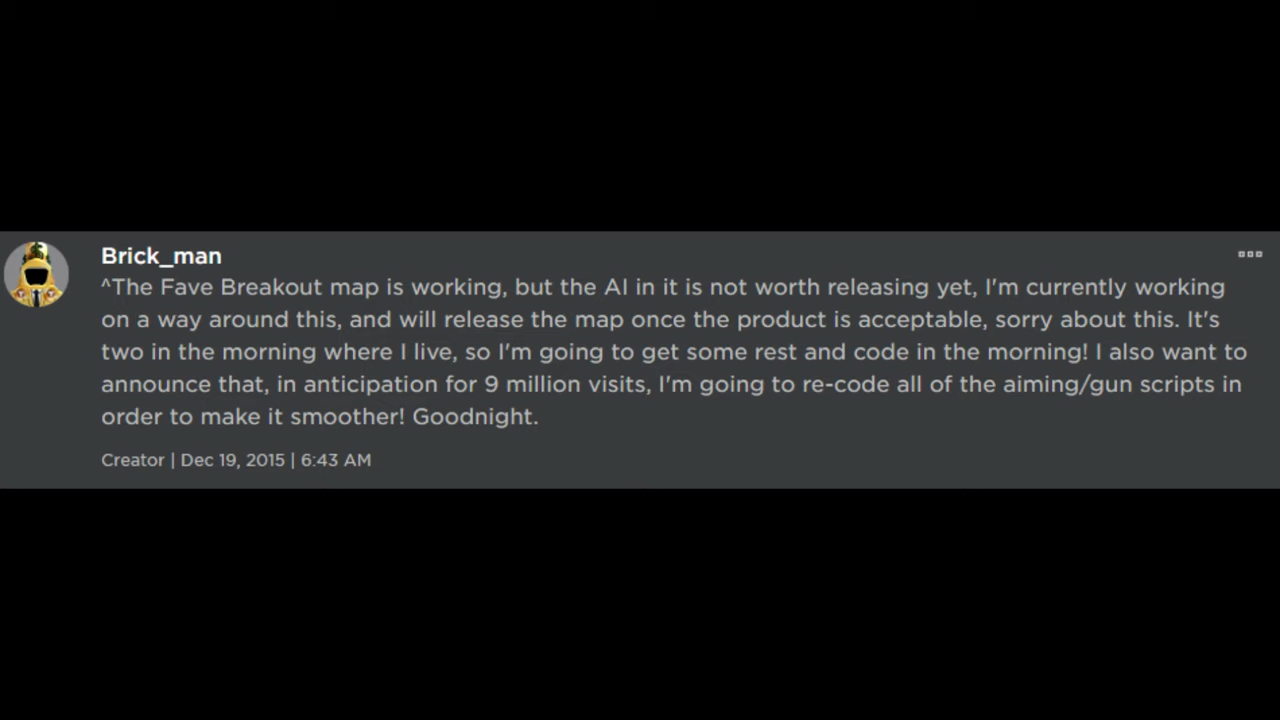 Brick_man
^The Fave Breakout map is working, but the AI in it is not worth releasing yet, I'm currently working
on a way around this, and will release the map once the product is acceptable, sorry about this. It's
two in the morning where I live, so I'm going to get some rest and code in the morning! I also want to
announce that, in anticipation for 9 million visits, I'm going to re-code all of the aiming/gun scripts in
order to make it smoother! Goodnight.
Creator | Dec 19, 2015 | 6:43 AM